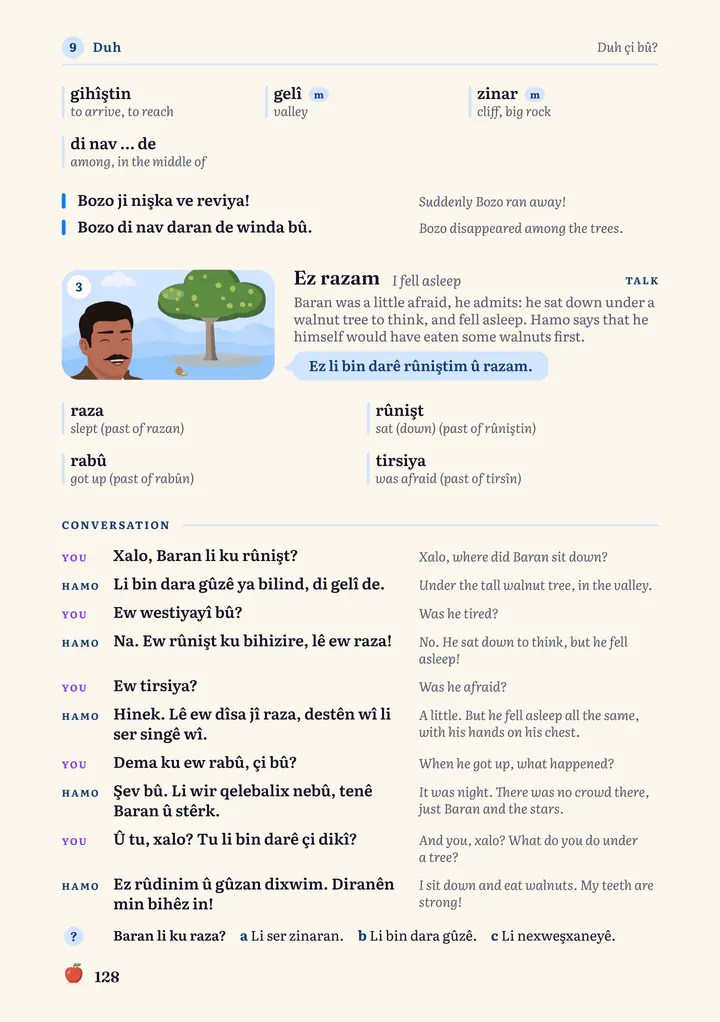 9 Duh
Duh çi bû?
gihîştin
to arrive, to reach
gelî m
valley
zinar m
cliff, big rock
di nav … de
among, in the middle of
Bozo ji nişka ve reviya!
Suddenly Bozo ran away!
Bozo di nav daran de winda bû.
Bozo disappeared among the trees.
3
Ez razam I fell asleep
TALK
Baran was a little afraid, he admits: he sat down under a
walnut tree to think, and fell asleep. Hamo says that he
himself would have eaten some walnuts first.
Ez li bin darê rûniştim û razam.
raza
slept (past of razan)
rûnişt
sat (down) (past of rûniştin)
rabû
got up (past of rabûn)
tirsiya
was afraid (past of tirsîn)
CONVERSATION
YOU Xalo, Baran li ku rûnişt?
Xalo, where did Baran sit down?
HAMO Li bin dara gûzê ya bilind, di gelî de.
Under the tall walnut tree, in the valley.
YOU Ew westiyayî bû?
Was he tired?
HAMO Na. Ew rûnişt ku bihizire, lê ew raza!
No. He sat down to think, but he fell
asleep!
YOU Ew tirsiya?
Was he afraid?
HAMO Hinek. Lê ew dîsa jî raza, destên wî li
ser singê wî.
A little. But he fell asleep all the same,
with his hands on his chest.
YOU Dema ku ew rabû, çi bû?
When he got up, what happened?
HAMO Şev bû. Li wir qelebalix nebû, tenê
Baran û stêrk.
It was night. There was no crowd there,
just Baran and the stars.
YOU Û tu, xalo? Tu li bin darê çi dikî?
And you, xalo? What do you do under
a tree?
HAMO Ez rûdinim û gûzan dixwim. Diranên
min bihêz in!
I sit down and eat walnuts. My teeth are
strong!
? Baran li ku raza? a Li ser zinaran. b Li bin dara gûzê. c Li nexweşxaneyê.
128